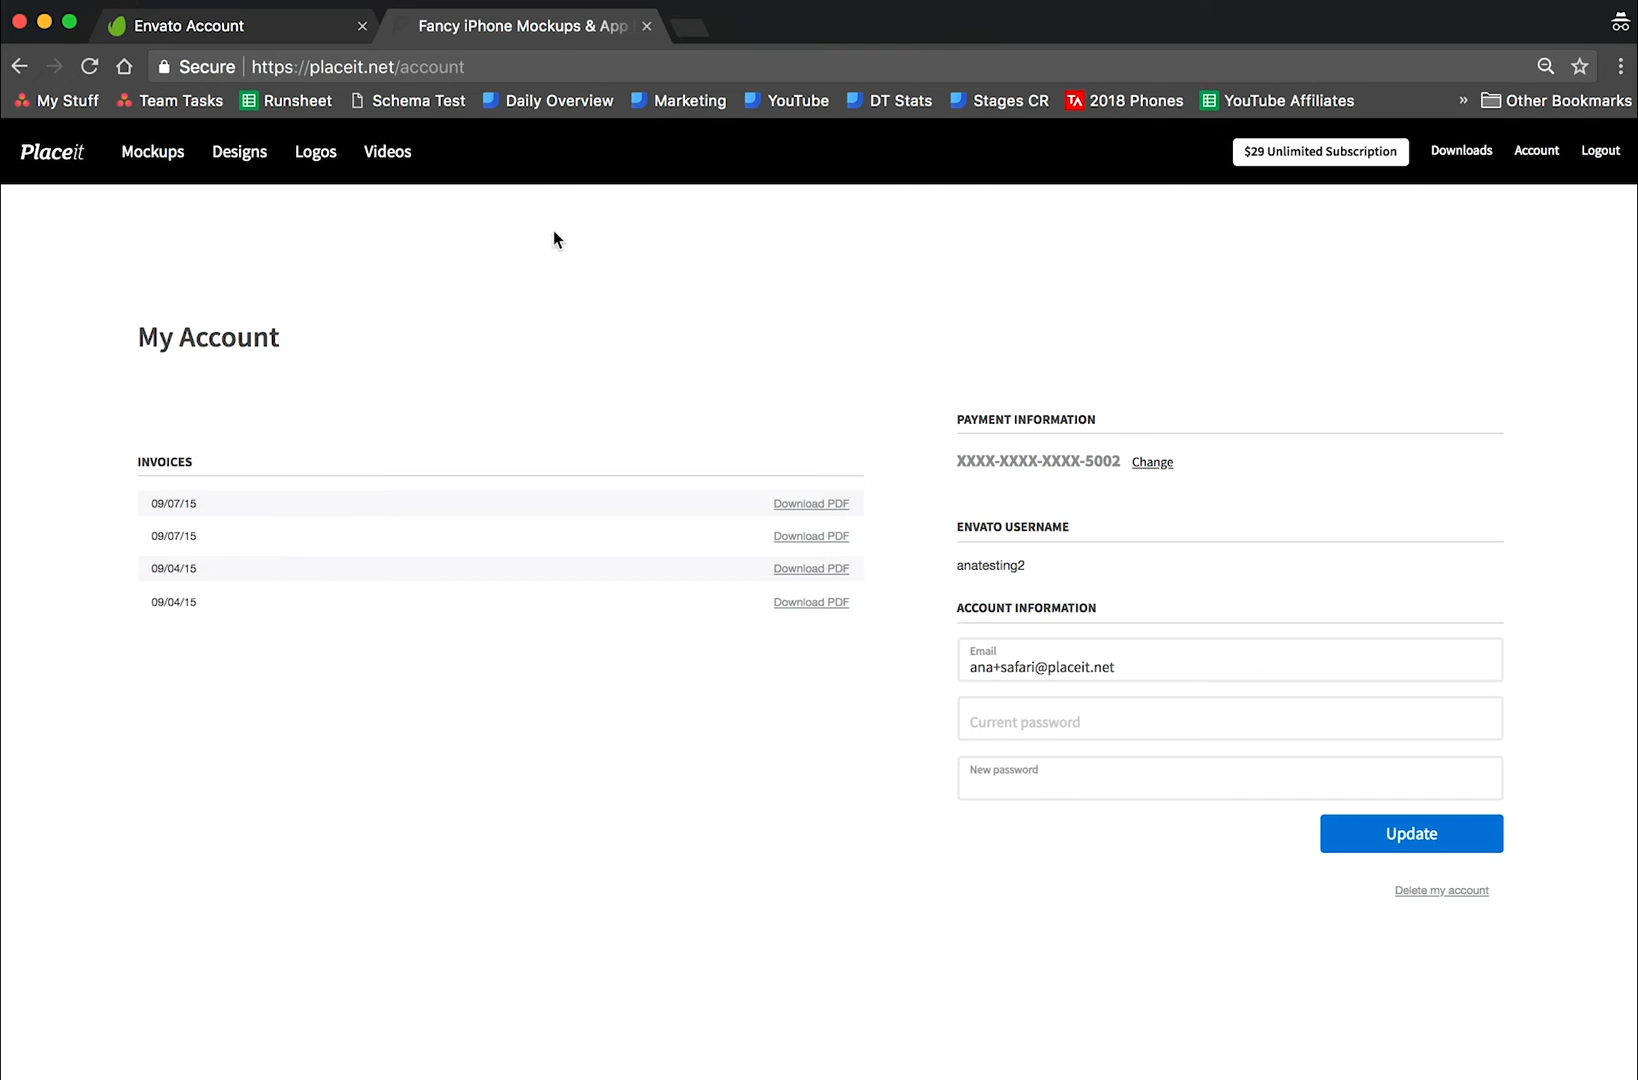 Envato Account
Fancy iPhone Mockups & App
Secure https://placeit.net/account
My Stuff Team Tasks Runsheet Schema Test Daily Overview Marketing YouTube DT Stats Stages CR TA 2018 Phones YouTube Affiliates » Other Bookmarks
Placeit Mockups Designs Logos Videos $29 Unlimited Subscription Downloads Account Logout
My Account
INVOICES
09/07/15 Download PDF
09/07/15 Download PDF
09/04/15 Download PDF
09/04/15 Download PDF
PAYMENT INFORMATION
XXXX-XXXX-XXXX-5002 Change
ENVATO USERNAME
anatesting2
ACCOUNT INFORMATION
Email
ana+safari@placeit.net
Current password
New password
Update
Delete my account